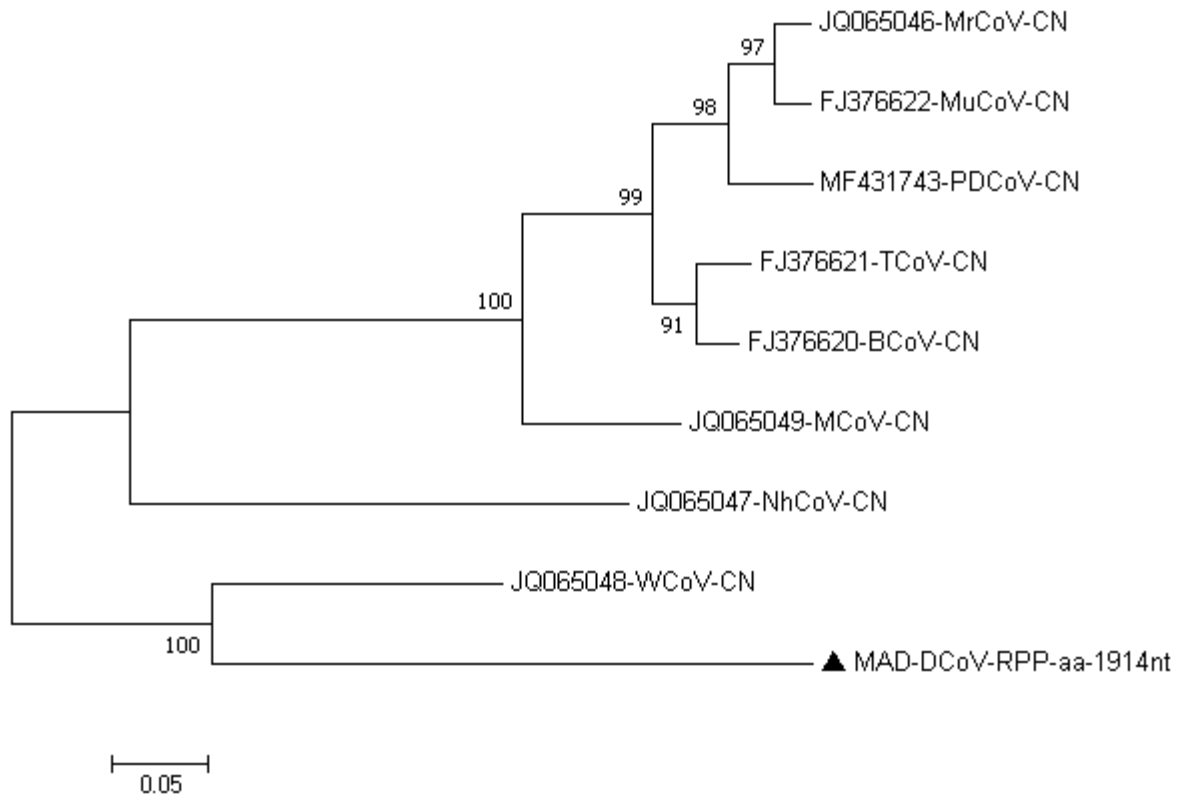 JQ065046-MrCoV-CN
97
FJ376622-MuCoV-CN
98
MF431743-PDCoV-CN
99
FJ376621-TCoV-CN
100
91
FJ376620-BCoV-CN
JQ065049-MCoV-CN
JQ065047-NhCoV-CN
JQ065048-WCoV-CN
100
MAD-DCoV-RPP-aa-1914nt
0.05